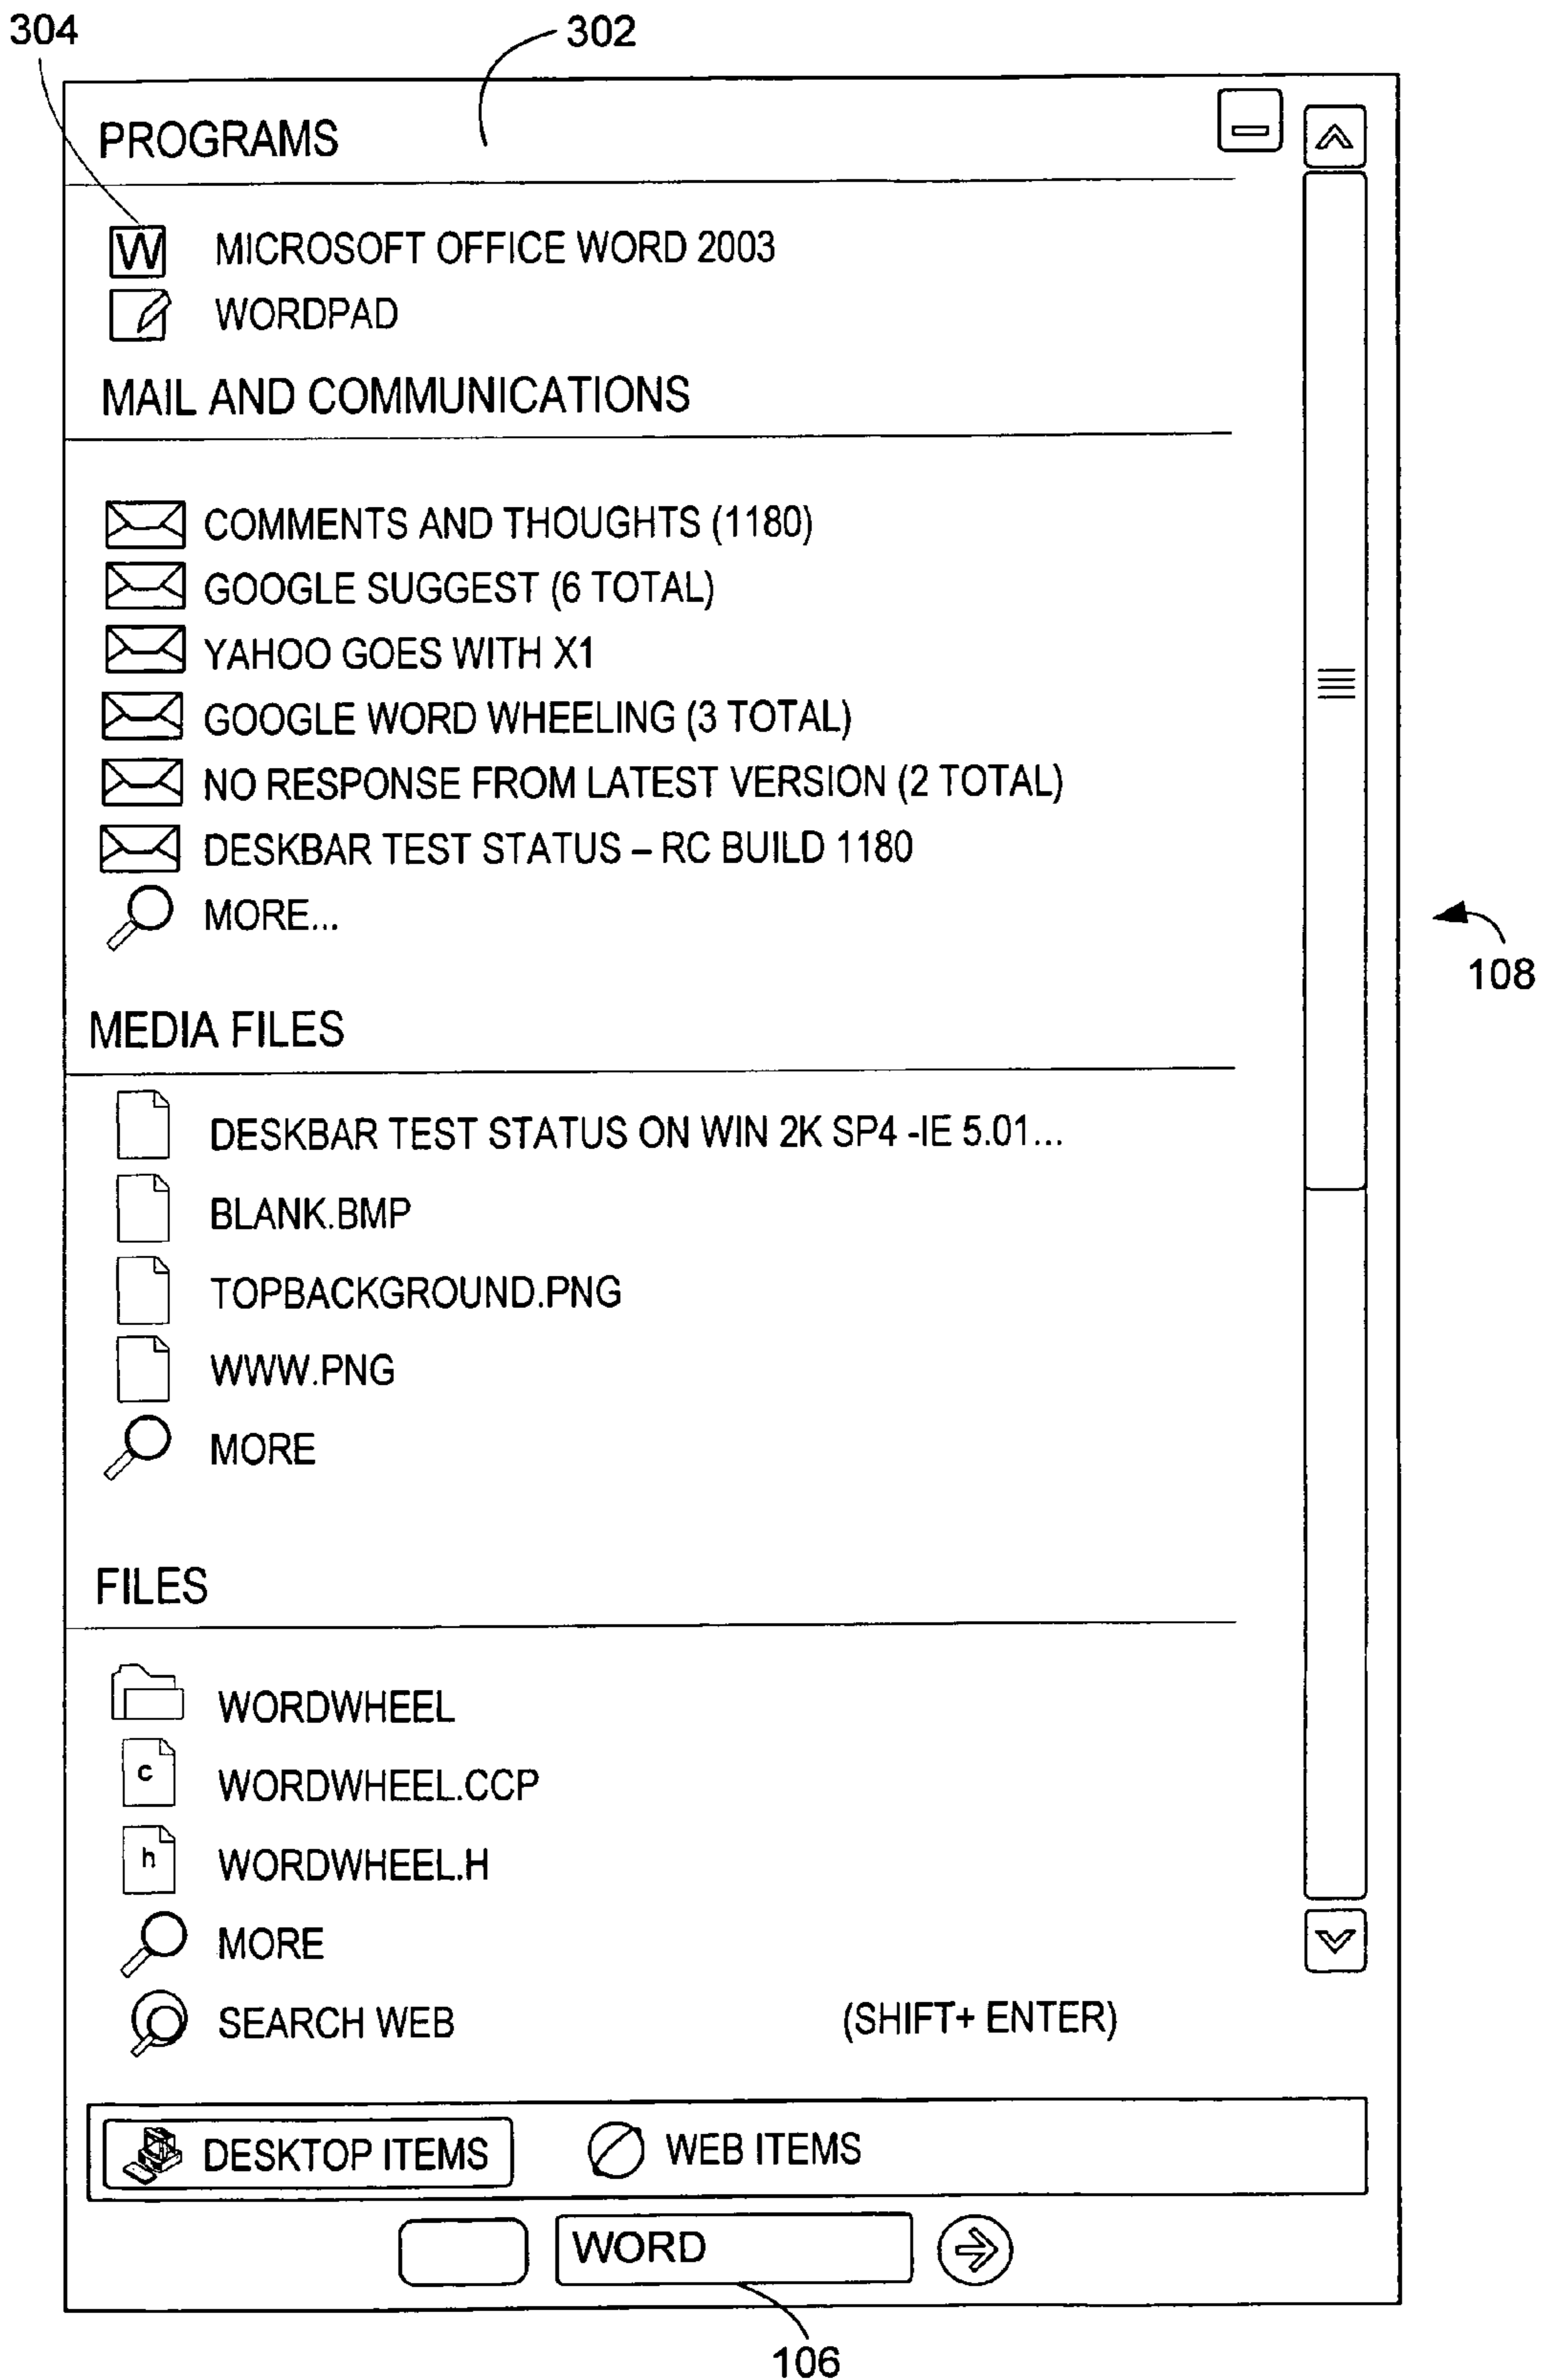 304
302
PROGRAMS
W MICROSOFT OFFICE WORD 2003
WORDPAD
MAIL AND COMMUNICATIONS
COMMENTS AND THOUGHTS (1180)
GOOGLE SUGGEST (6 TOTAL)
YAHOO GOES WITH X1
GOOGLE WORD WHEELING (3 TOTAL)
NO RESPONSE FROM LATEST VERSION (2 TOTAL)
DESKBAR TEST STATUS – RC BUILD 1180
MORE...
108
MEDIA FILES
DESKBAR TEST STATUS ON WIN 2K SP4 -IE 5.01...
BLANK.BMP
TOPBACKGROUND.PNG
WWW.PNG
MORE
FILES
WORDWHEEL
c WORDWHEEL.CCP
h WORDWHEEL.H
MORE
SEARCH WEB (SHIFT+ ENTER)
DESKTOP ITEMS WEB ITEMS
WORD
106